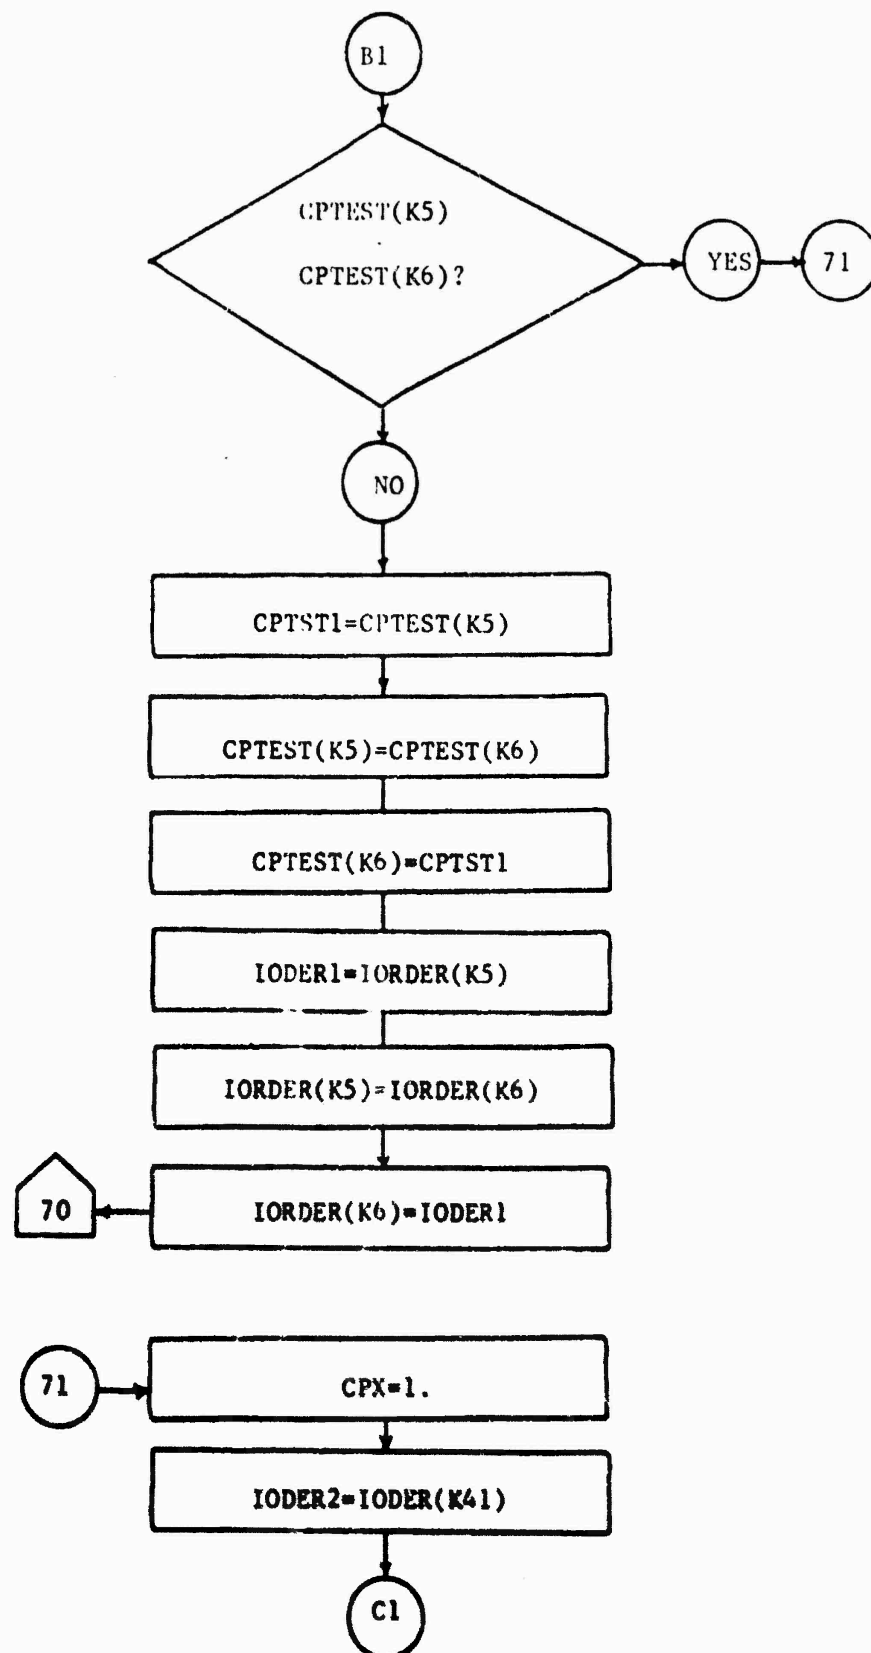 B1
CPTEST(K5)
CPTEST(K6)?
YES
71
NO
CPTST1=CPTEST(K5)
CPTEST(K5)=CPTEST(K6)
CPTEST(K6)=CPTST1
IODER1=IORDER(K5)
IORDER(K5)=IORDER(K6)
70
IORDER(K6)=IODER1
71
CPX=1.
IODER2=IODER(K41)
C1